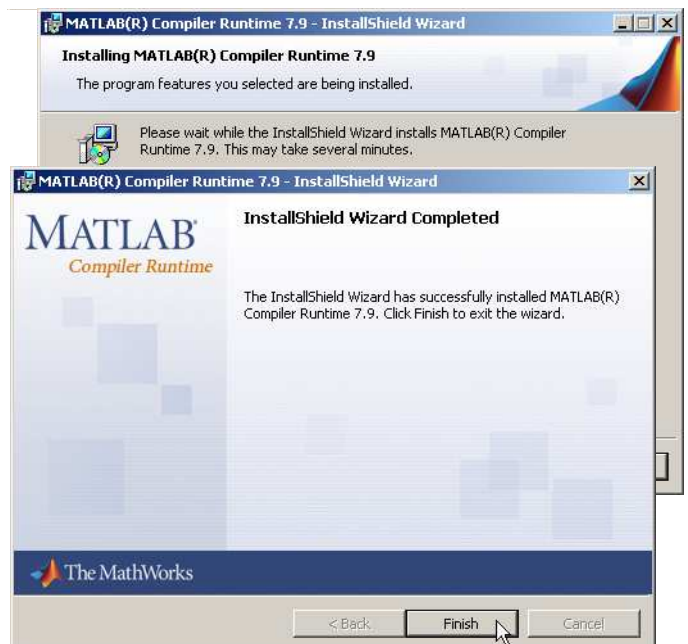 MATLAB(R) Compiler Runtime 7.9 - InstallShield Wizard
Installing MATLAB(R) Compiler Runtime 7.9
The program features you selected are being installed.
Please wait while the InstallShield Wizard installs MATLAB(R) Compiler
Runtime 7.9. This may take several minutes.
MATLAB(R) Compiler Runtime 7.9 - InstallShield Wizard
MATLAB®
Compiler Runtime
InstallShield Wizard Completed
The InstallShield Wizard has successfully installed MATLAB(R)
Compiler Runtime 7.9. Click Finish to exit the wizard.
The MathWorks
< Back
Finish
Cancel